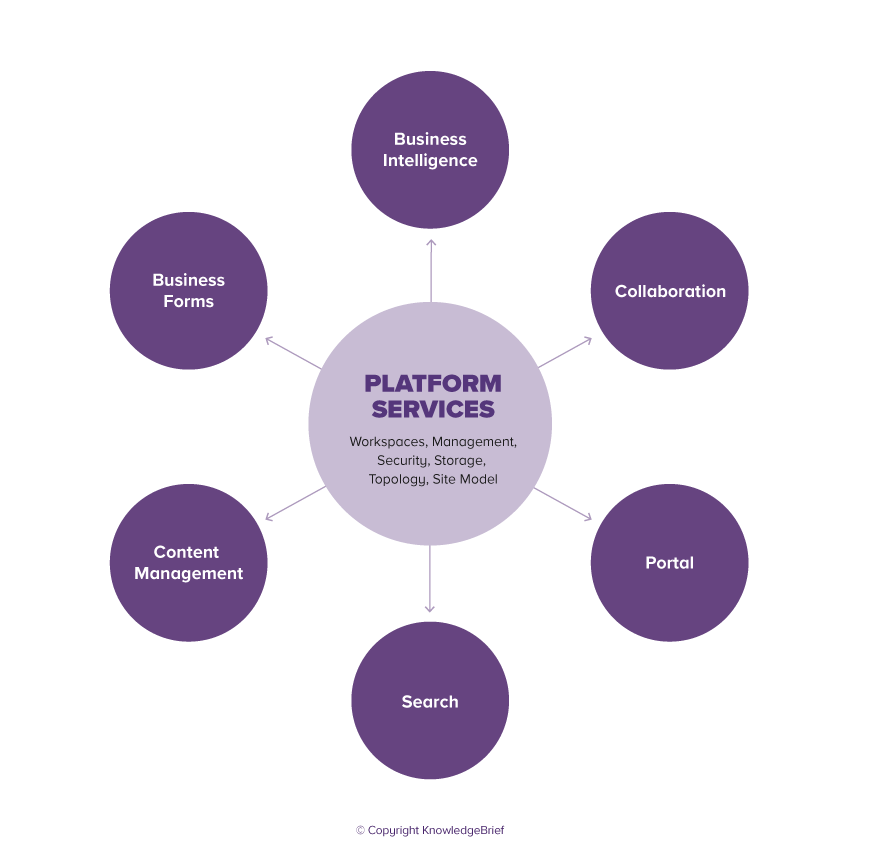 Business
Intelligence
Business
Forms
Collaboration
PLATFORM
SERVICES
Workspaces, Management,
Security, Storage,
Topology, Site Model
Content
Management
Portal
Search
© Copyright KnowledgeBrief